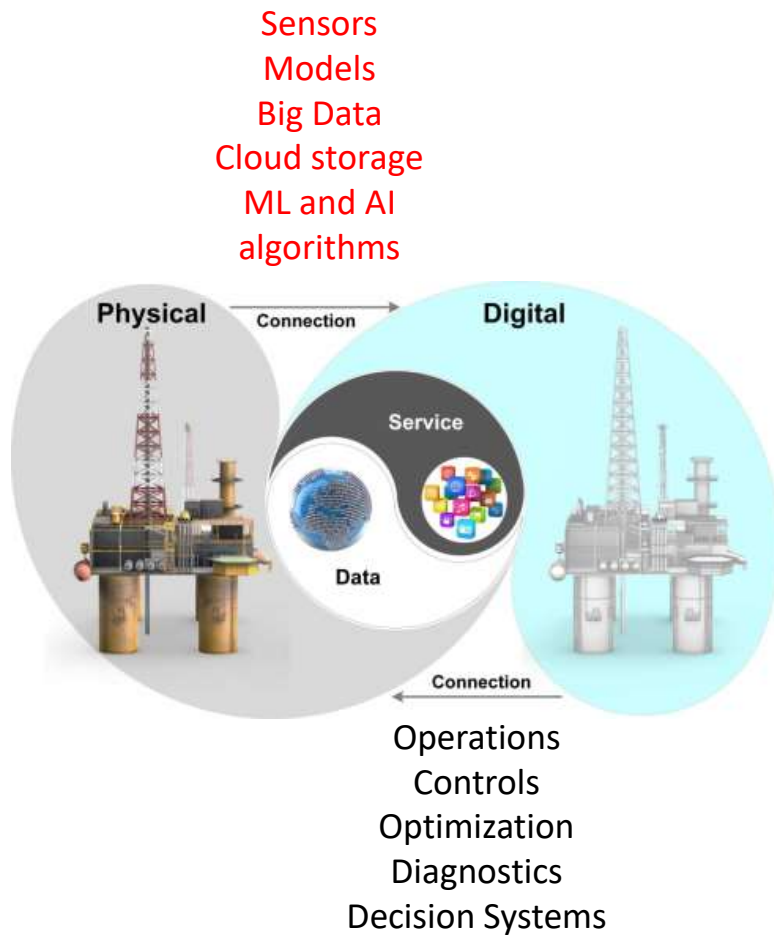 Sensors
Models
Big Data
Cloud storage
ML and AI
algorithms
Physical
Connection
Digital
Service
Data
Connection
Operations
Controls
Optimization
Diagnostics
Decision Systems